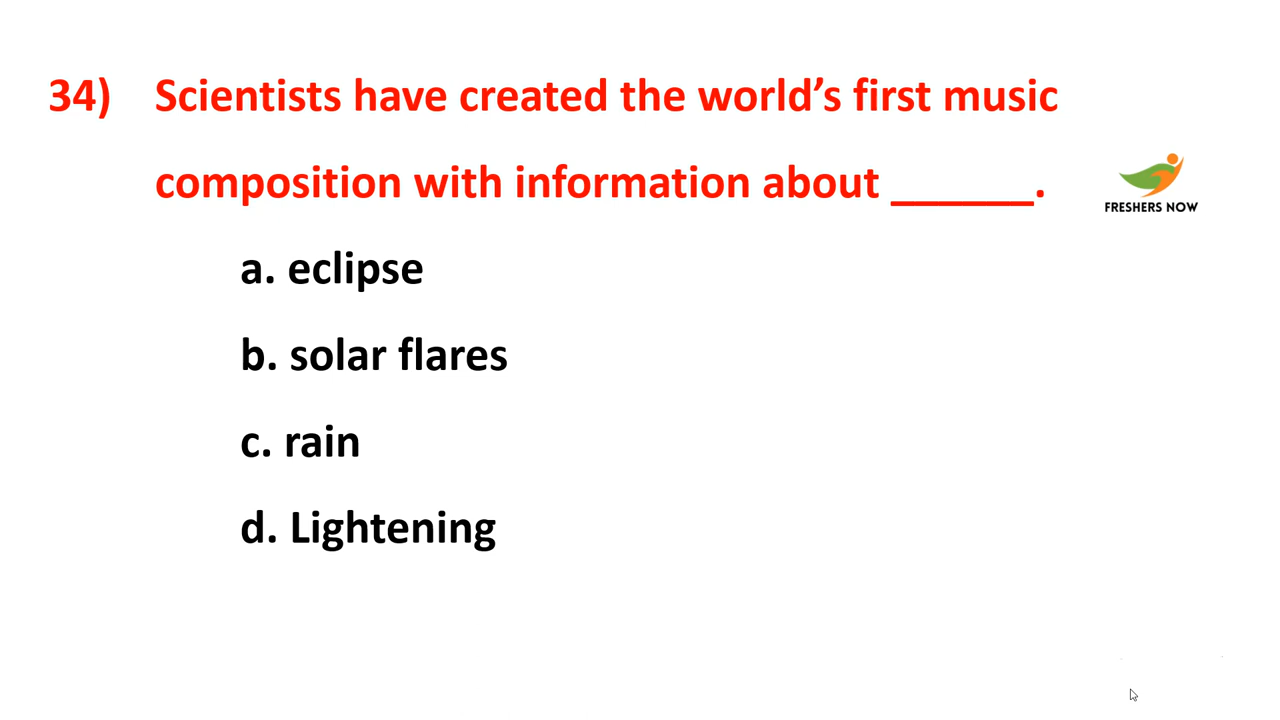 34) Scientists have created the world’s first music
composition with information about ______.
FRESHERS NOW
a. eclipse
b. solar flares
c. rain
d. Lightening